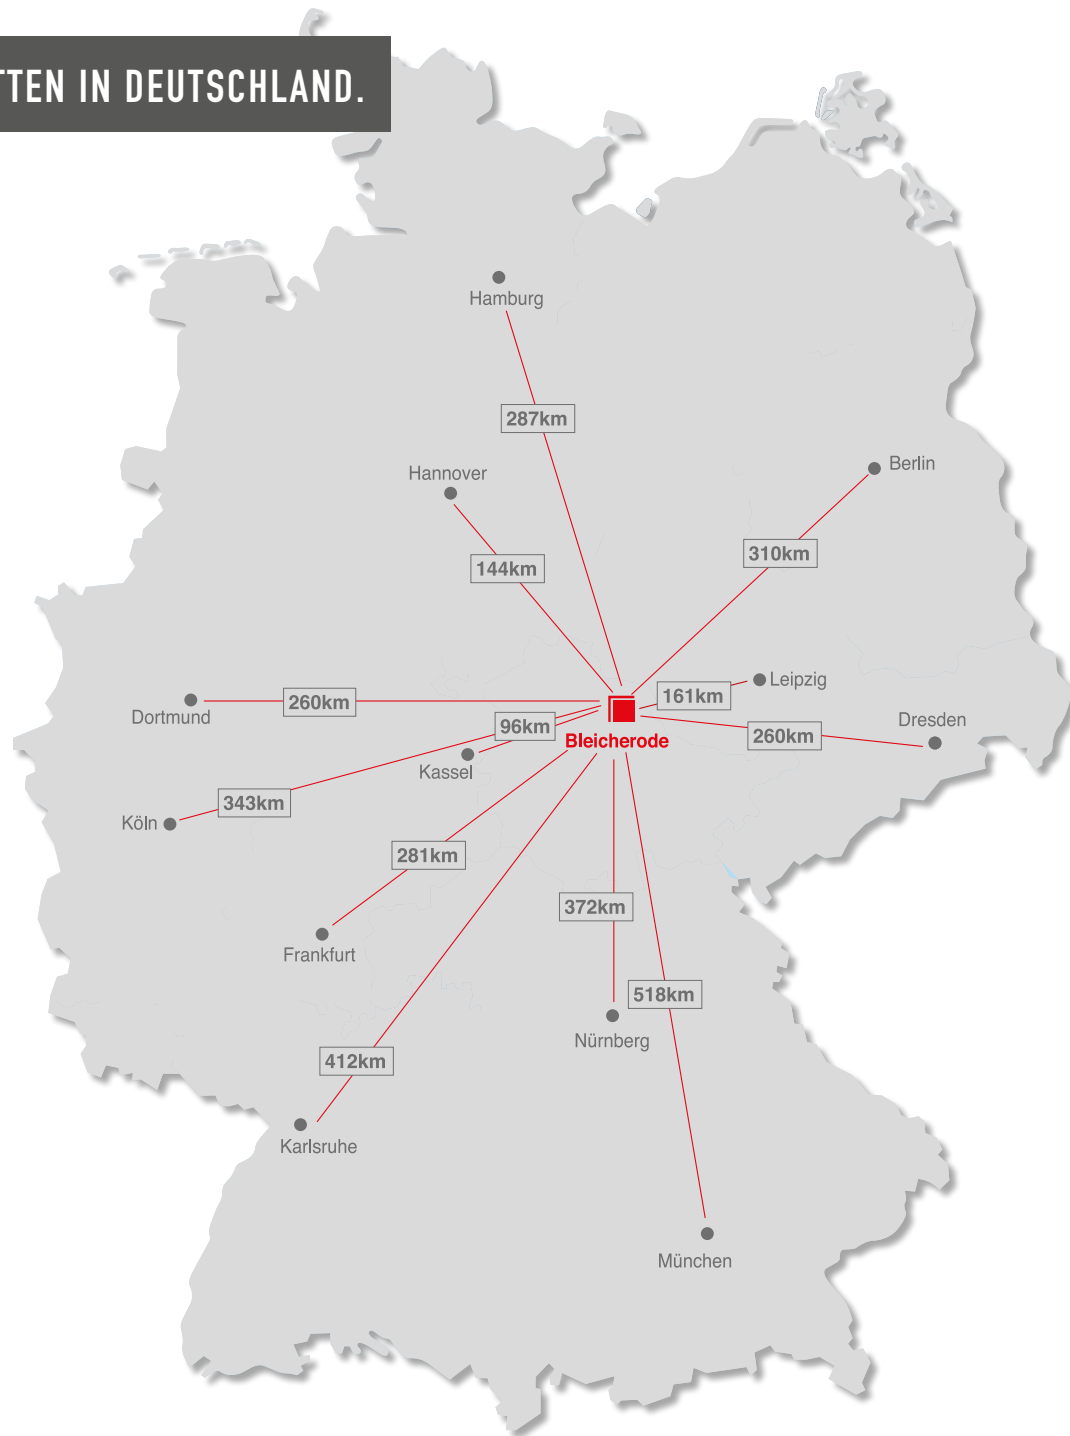 IN DEUTSCHLAND.
Hamburg
287km
Hannover
Berlin
144km
310km
Leipzig
161km
Dortmund
260km
96km
Bleicherode
260km
Dresden
Kassel
343km
Köln
281km
372km
Frankfurt
518km
Nürnberg
412km
Karlsruhe
München